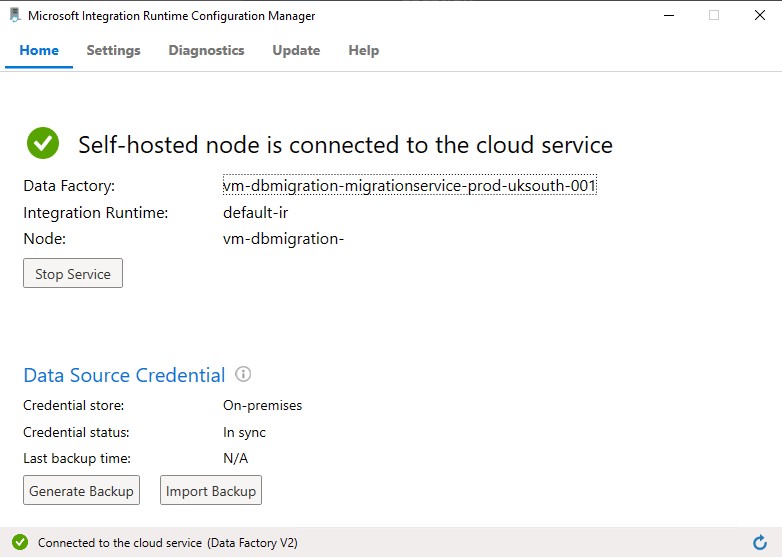 Microsoft Integration Runtime Configuration Manager
Home Settings Diagnostics Update Help
Self-hosted node is connected to the cloud service
Data Factory: vm-dbmigration-migrationservice-prod-uksouth-001
Integration Runtime: default-ir
Node: vm-dbmigration-
Stop Service
Data Source Credential
Credential store: On-premises
Credential status: In sync
Last backup time: N/A
Generate Backup Import Backup
Connected to the cloud service (Data Factory V2)